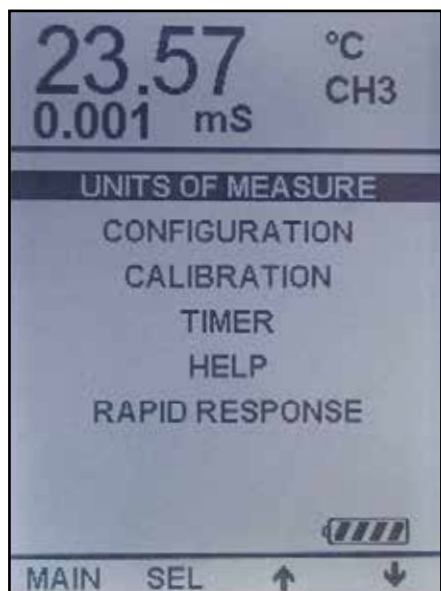 23.57 °C
CH3
0.001 mS
UNITS OF MEASURE
CONFIGURATION
CALIBRATION
TIMER
HELP
RAPID RESPONSE
MAIN SEL ↑ ↓